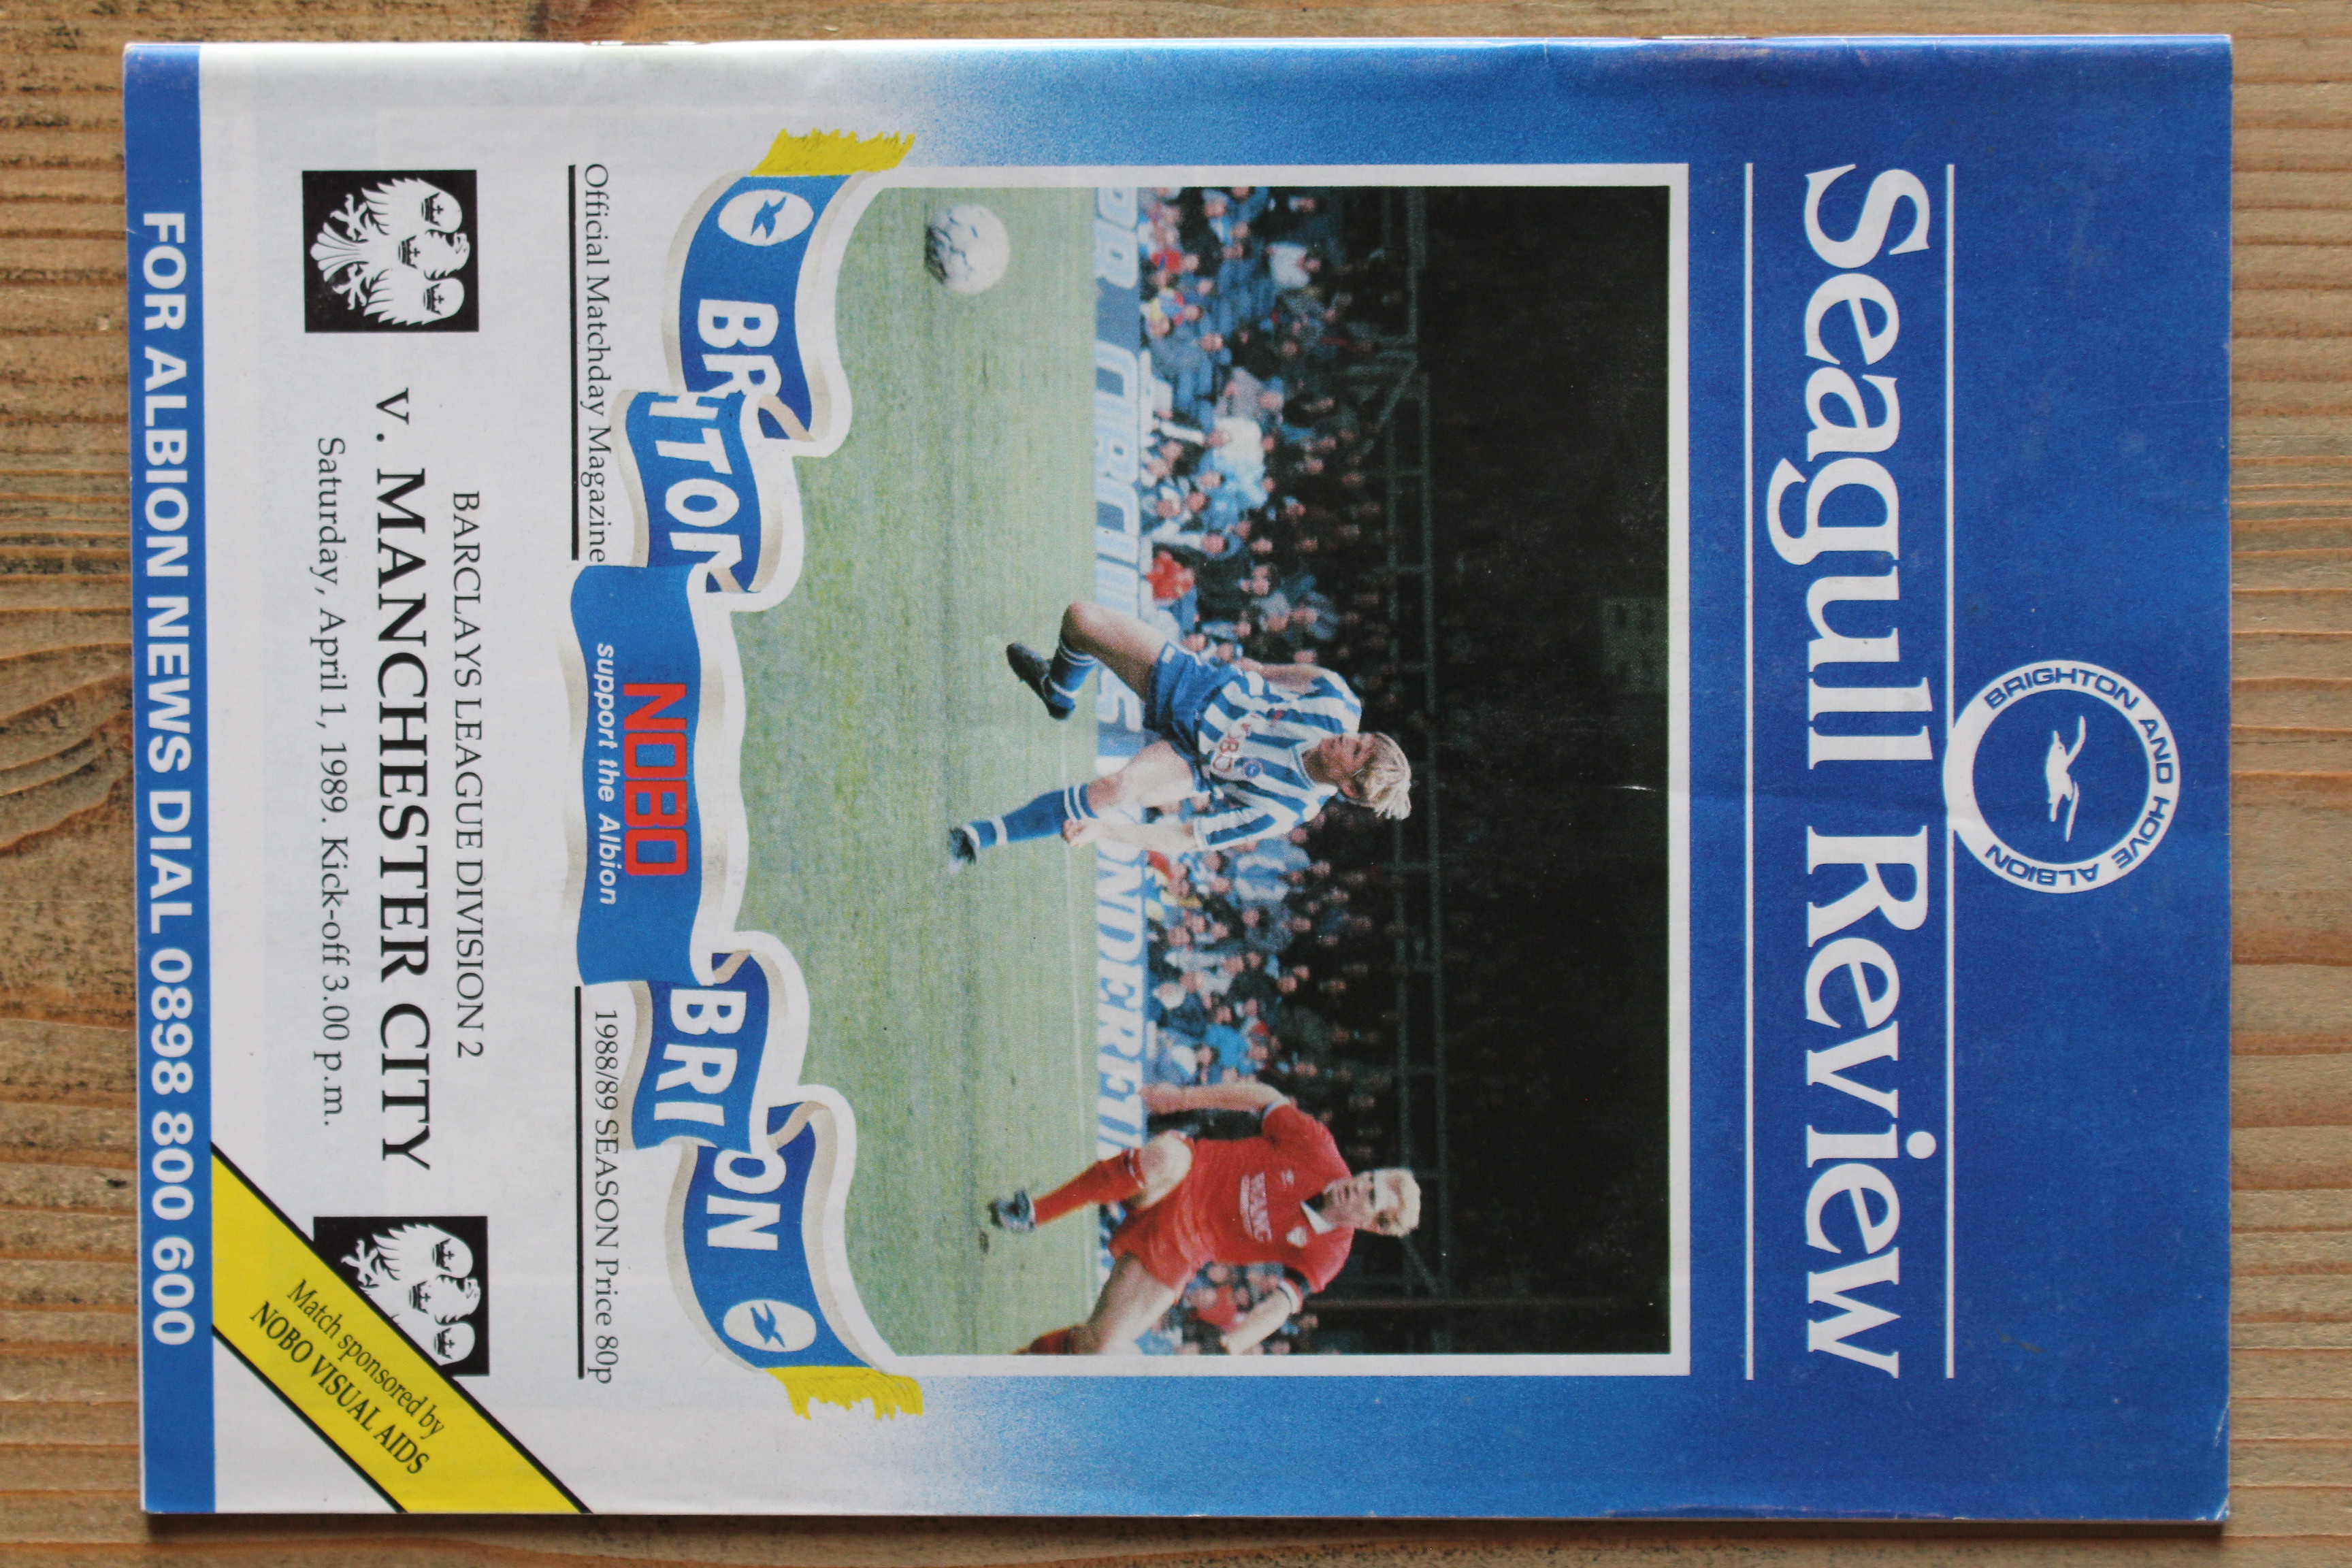 BRIGHTON AND HOVE ALBION
Seagull Review
NOBO
support the Albion
Official Matchday Magazine
1988/89 SEASON Price 80p
BARCLAYS LEAGUE DIVISION 2
v. MANCHESTER CITY
Saturday, April 1, 1989. Kick-off 3.00 p.m.
Match sponsored by
NOBO VISUAL AIDS
FOR ALBION NEWS DIAL 0898 800 600